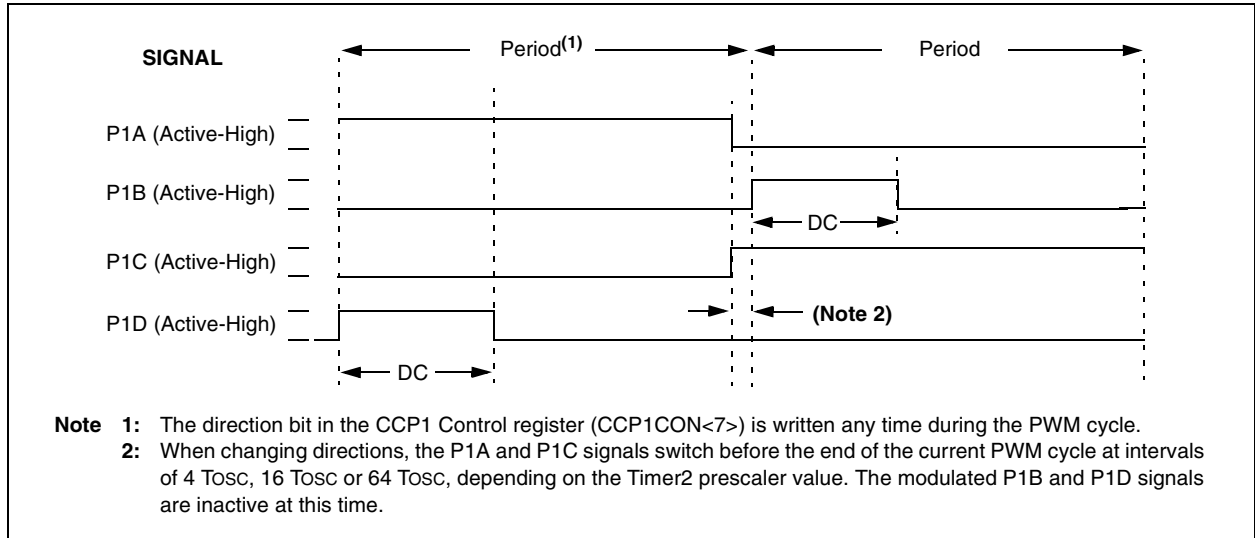 SIGNAL
Period(1)
Period
P1A (Active-High)
P1B (Active-High)
DC
P1C (Active-High)
P1D (Active-High)
(Note 2)
DC
Note 1: The direction bit in the CCP1 Control register (CCP1CON<7>) is written any time during the PWM cycle.
2: When changing directions, the P1A and P1C signals switch before the end of the current PWM cycle at intervals
of 4 TOSC, 16 TOSC or 64 TOSC, depending on the Timer2 prescaler value. The modulated P1B and P1D signals
are inactive at this time.